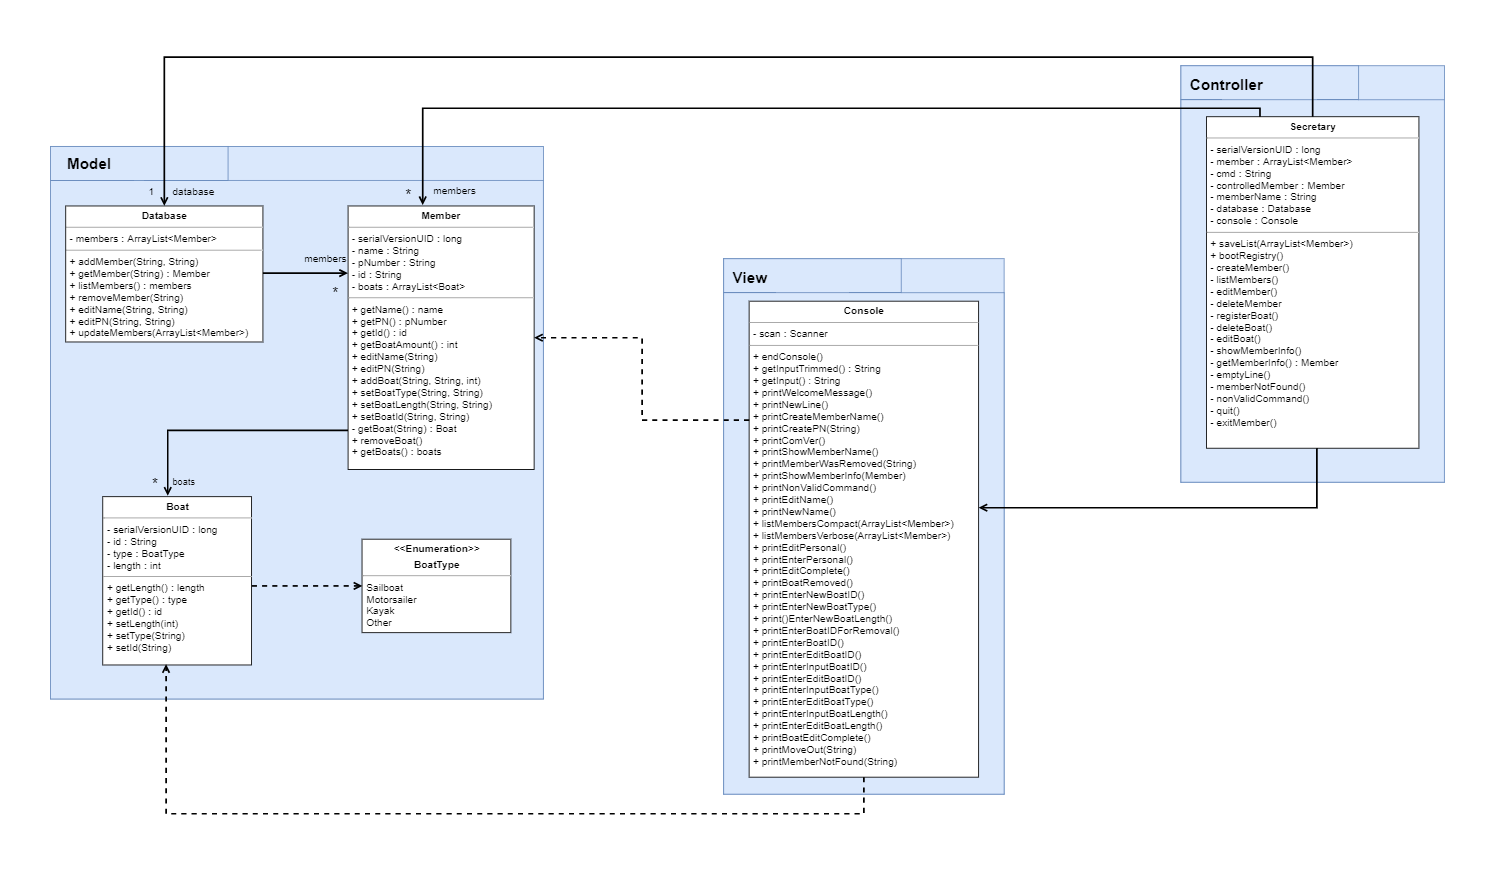 Controller
Secretary
- serialVersionUID : long
- member : ArrayList<Member>
- cmd : String
- controlledMember : Member
- memberName : String
- database : Database
- console : Console
+ saveList(ArrayList<Member>)
+ bootRegistry()
- createMember()
- listMembers()
- editMember()
- deleteMember
- registerBoat()
- deleteBoat()
- editBoat()
- showMemberInfo()
- getMemberInfo() : Member
- emptyLine()
- memberNotFound()
- nonValidCommand()
- quit()
- exitMember()
Model
1 database
* members
Database
- members : ArrayList<Member>
+ addMember(String, String)
+ getMember(String) : Member
+ listMembers() : members
+ removeMember(String)
+ editName(String, String)
+ editPN(String, String)
+ updateMembers(ArrayList<Member>)
members
*
Member
- serialVersionUID : long
- name : String
- pNumber : String
- id : String
- boats : ArrayList<Boat>
+ getName() : name
+ getPN() : pNumber
+ getId() : id
+ getBoatAmount() : int
+ editName(String)
+ editPN(String)
+ addBoat(String, String, int)
+ setBoatType(String, String)
+ setBoatLength(String, String)
+ setBoatId(String, String)
- getBoat(String) : Boat
+ removeBoat()
+ getBoats() : boats
* boats
Boat
- serialVersionUID : long
- id : String
- type : BoatType
- length : int
+ getLength() : length
+ getType() : type
+ getId() : id
+ setLength(int)
+ setType(String)
+ setId(String)
<<Enumeration>>
BoatType
Sailboat
Motorsailer
Kayak
Other
View
Console
- scan : Scanner
+ endConsole()
+ getInputTrimmed() : String
+ getInput() : String
+ printWelcomeMessage()
+ printNewLine()
+ printCreateMemberName()
+ printCreatePN(String)
+ printComVer()
+ printShowMemberName()
+ printMemberWasRemoved(String)
+ printShowMemberInfo(Member)
+ printNonValidCommand()
+ printEditName()
+ printNewName()
+ listMembersCompact(ArrayList<Member>)
+ listMembersVerbose(ArrayList<Member>)
+ printEditPersonal()
+ printEnterPersonal()
+ printEditComplete()
+ printBoatRemoved()
+ printEnterNewBoatID()
+ printEnterNewBoatType()
+ print()EnterNewBoatLength()
+ printEnterBoatIDForRemoval()
+ printEnterBoatID()
+ printEnterEditBoatID()
+ printEnterInputBoatID()
+ printEnterEditBoatID()
+ printEnterInputBoatType()
+ printEnterEditBoatType()
+ printEnterInputBoatLength()
+ printEnterEditBoatLength()
+ printBoatEditComplete()
+ printMoveOut(String)
+ printMemberNotFound(String)